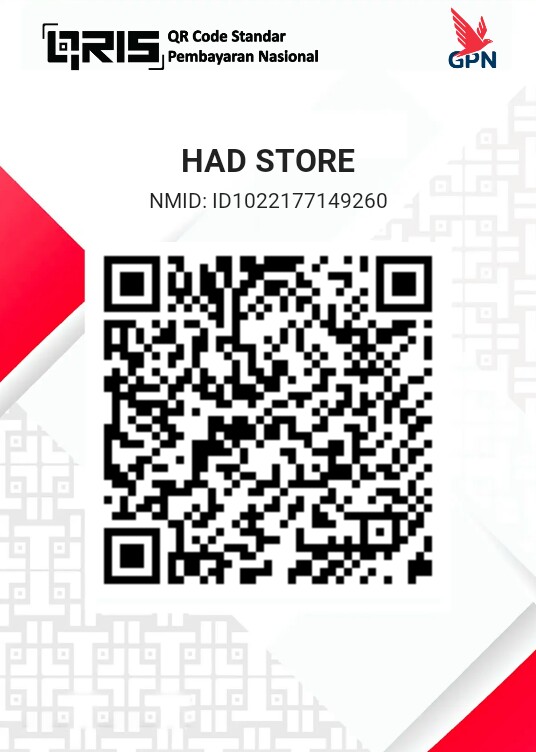 QRIS QR Code Standar
Pembayaran Nasional
GPN
HAD STORE
NMID: ID1022177149260